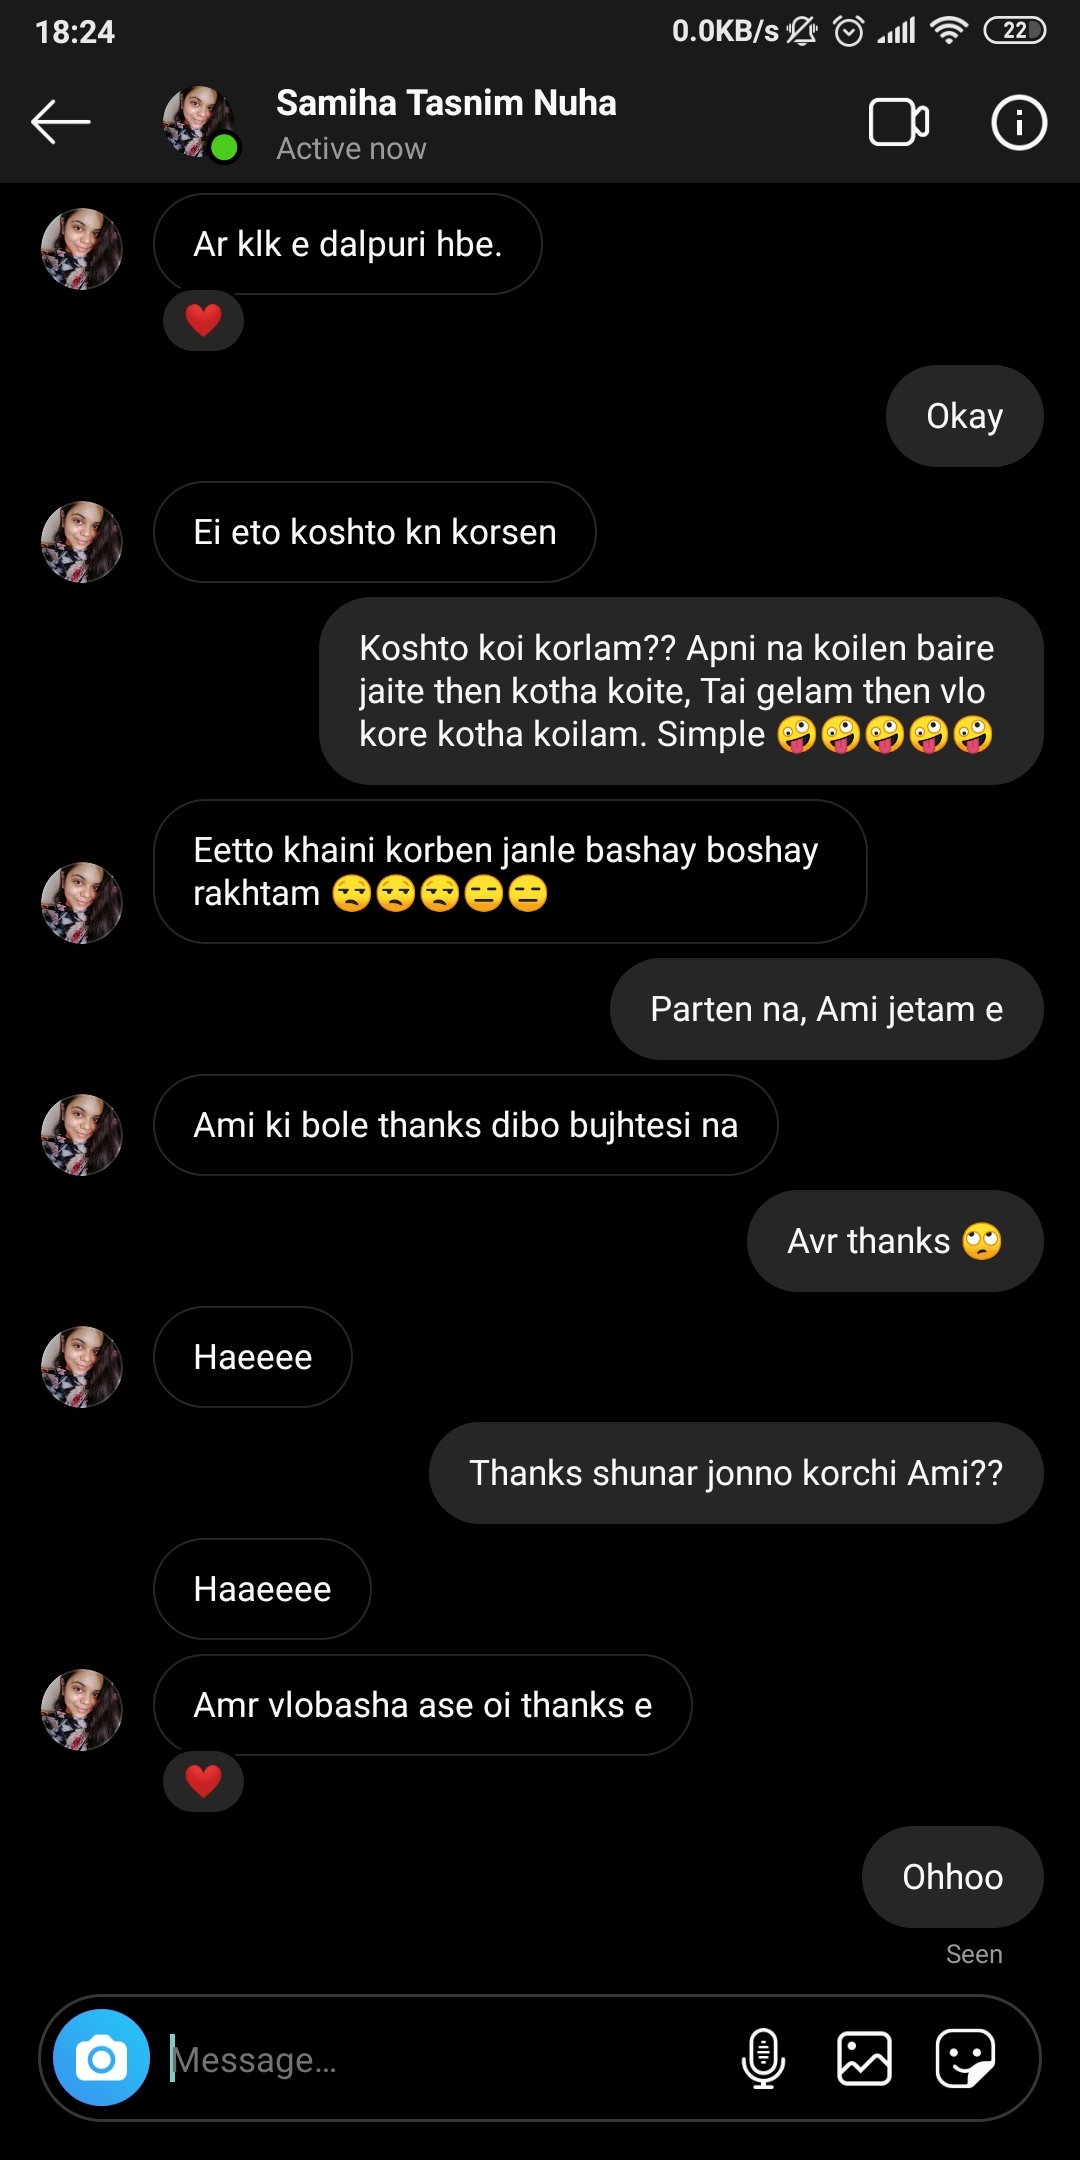 18:24
0.0KB/s
22
Samiha Tasnim Nuha
Active now
Ar klk e dalpuri hbe.
❤️
Okay
Ei eto koshto kn korsen
Koshto koi korlam?? Apni na koilen baire
jaite then kotha koite, Tai gelam then vlo
kore kotha koilam. Simple 🤪🤪🤪🤪🤪
Eetto khaini korben janle bashay boshay
rakhtam 😒😒😒😑😑
Parten na, Ami jetam e
Ami ki bole thanks dibo bujhtesi na
Avr thanks 🙄
Haeeee
Thanks shunar jonno korchi Ami??
Haaeeee
Amr vlobasha ase oi thanks e
❤️
Ohhoo
Seen
Message...